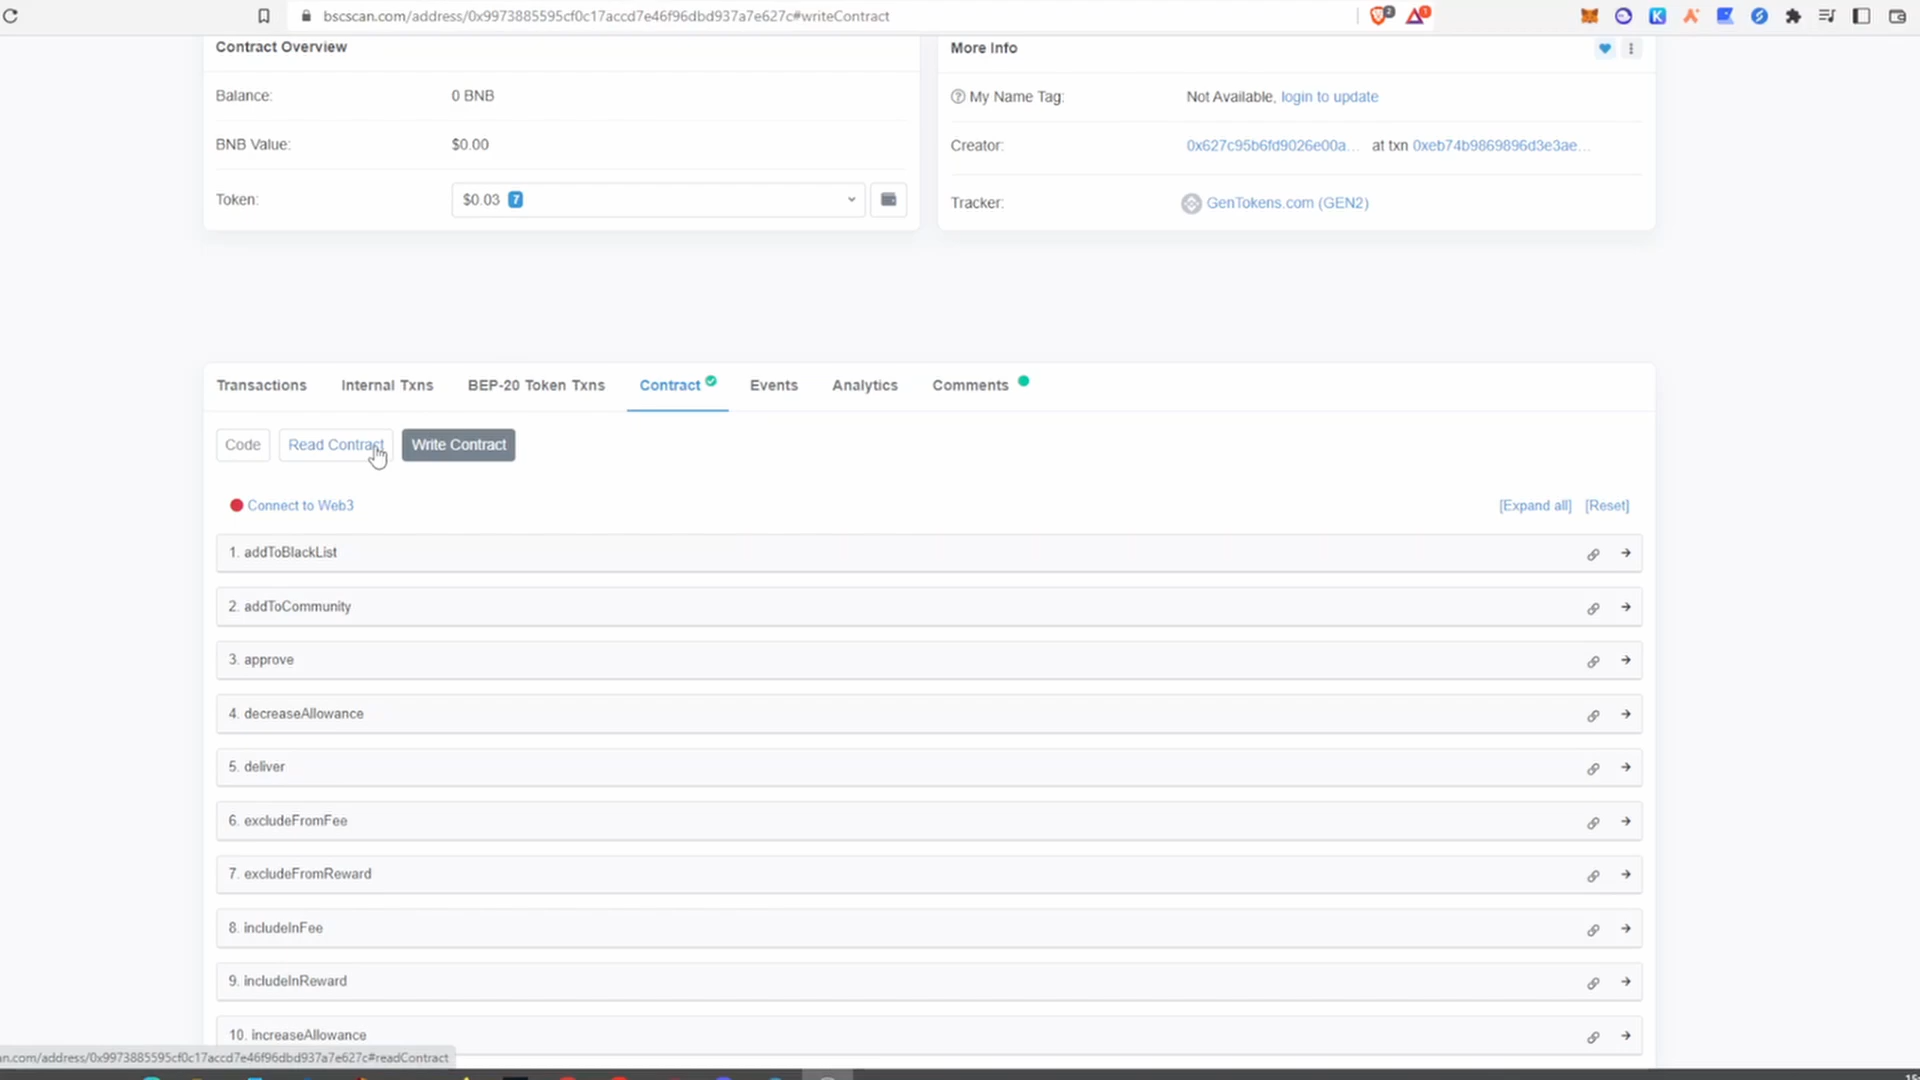 bscscan.com/address/0x9973885595cf0c17accd7e46f96dbd937a7e627c#writeContract
2
1
Contract Overview
Balance: 0 BNB
BNB Value: $0.00
Token: $0.03 7
More Info
My Name Tag: Not Available, login to update
Creator: 0x627c95b6fd9026e00a... at txn 0xeb74b9869896d3e3ae...
Tracker: GenTokens.com (GEN2)
Transactions Internal Txns BEP-20 Token Txns Contract Events Analytics Comments
Code Read Contract Write Contract
Connect to Web3 [Expand all] [Reset]
1. addToBlackList
2. addToCommunity
3. approve
4. decreaseAllowance
5. deliver
6. excludeFromFee
7. excludeFromReward
8. includeInFee
9. includeInReward
10. increaseAllowance
an.com/address/0x9973885595cf0c17accd7e46f96dbd937a7e627c#readContract